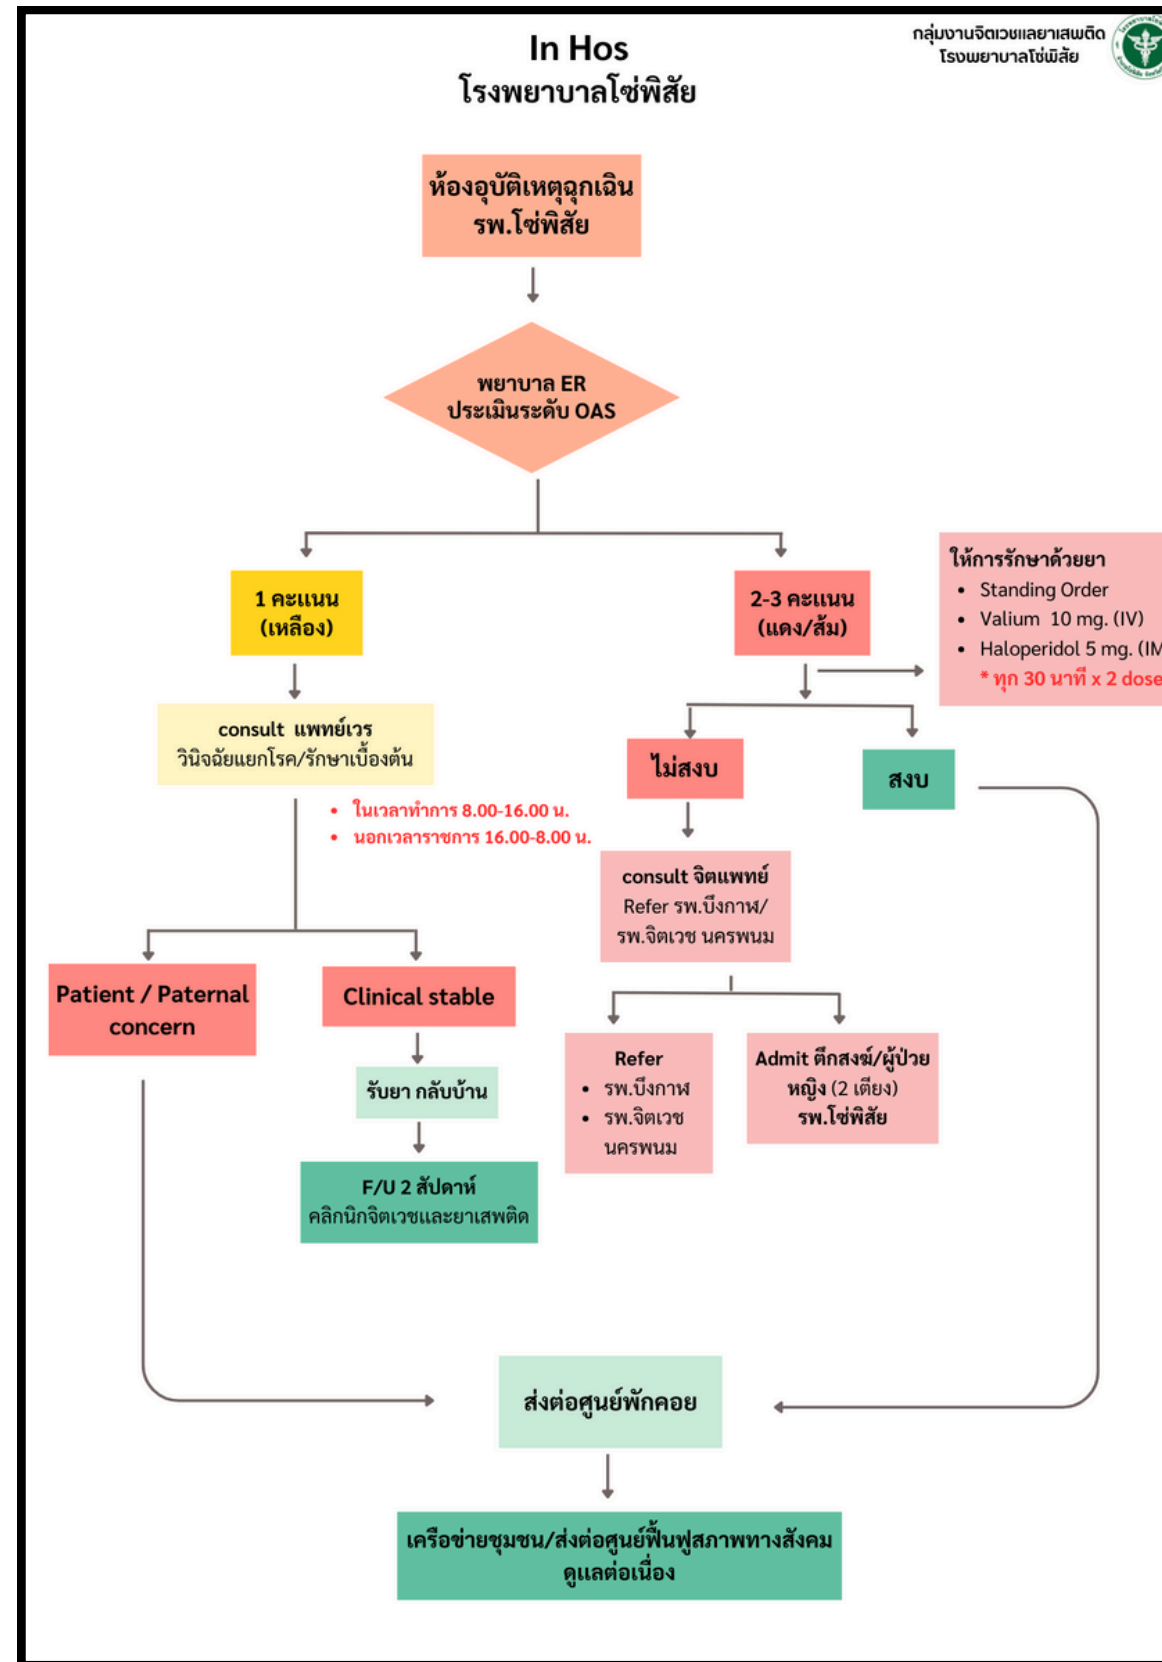 In Hos
โรงพยาบาลโซ่พิสัย
กลุ่มงานจิตเวชและยาเสพติด
โรงพยาบาลโซ่พิสัย
ห้องอุบัติเหตุฉุกเฉิน
รพ.โซ่พิสัย
พยาบาล ER
ประเมินระดับ OAS
1 คะแนน
(เหลือง)
2-3 คะแนน
(แดง/ส้ม)
ให้การรักษาด้วยยา
• Standing Order
• Valium 10 mg. (IV)
• Haloperidol 5 mg. (IM
* ทุก 30 นาที x 2 dose
consult แพทย์เวร
วินิจฉัยแยกโรค/รักษาเบื้องต้น
• ในเวลาทำการ 8.00-16.00 น.
• นอกเวลาราชการ 16.00-8.00 น.
ไม่สงบ
สงบ
consult จิตแพทย์
Refer รพ.บึงกาฬ/
รพ.จิตเวช นครพนม
Patient / Paternal
concern
Clinical stable
รับยา กลับบ้าน
F/U 2 สัปดาห์
คลิกนิกจิตเวชและยาเสพติด
Refer
• รพ.บึงกาฬ
• รพ.จิตเวช
นครพนม
Admit ตึกสงฆ์/ผู้ป่วย
หญิง (2 เตียง)
รพ.โซ่พิสัย
ส่งต่อศูนย์พักคอย
เครือข่ายชุมชน/ส่งต่อศูนย์ฟื้นฟูสภาพทางสังคม
ดูแลต่อเนื่อง